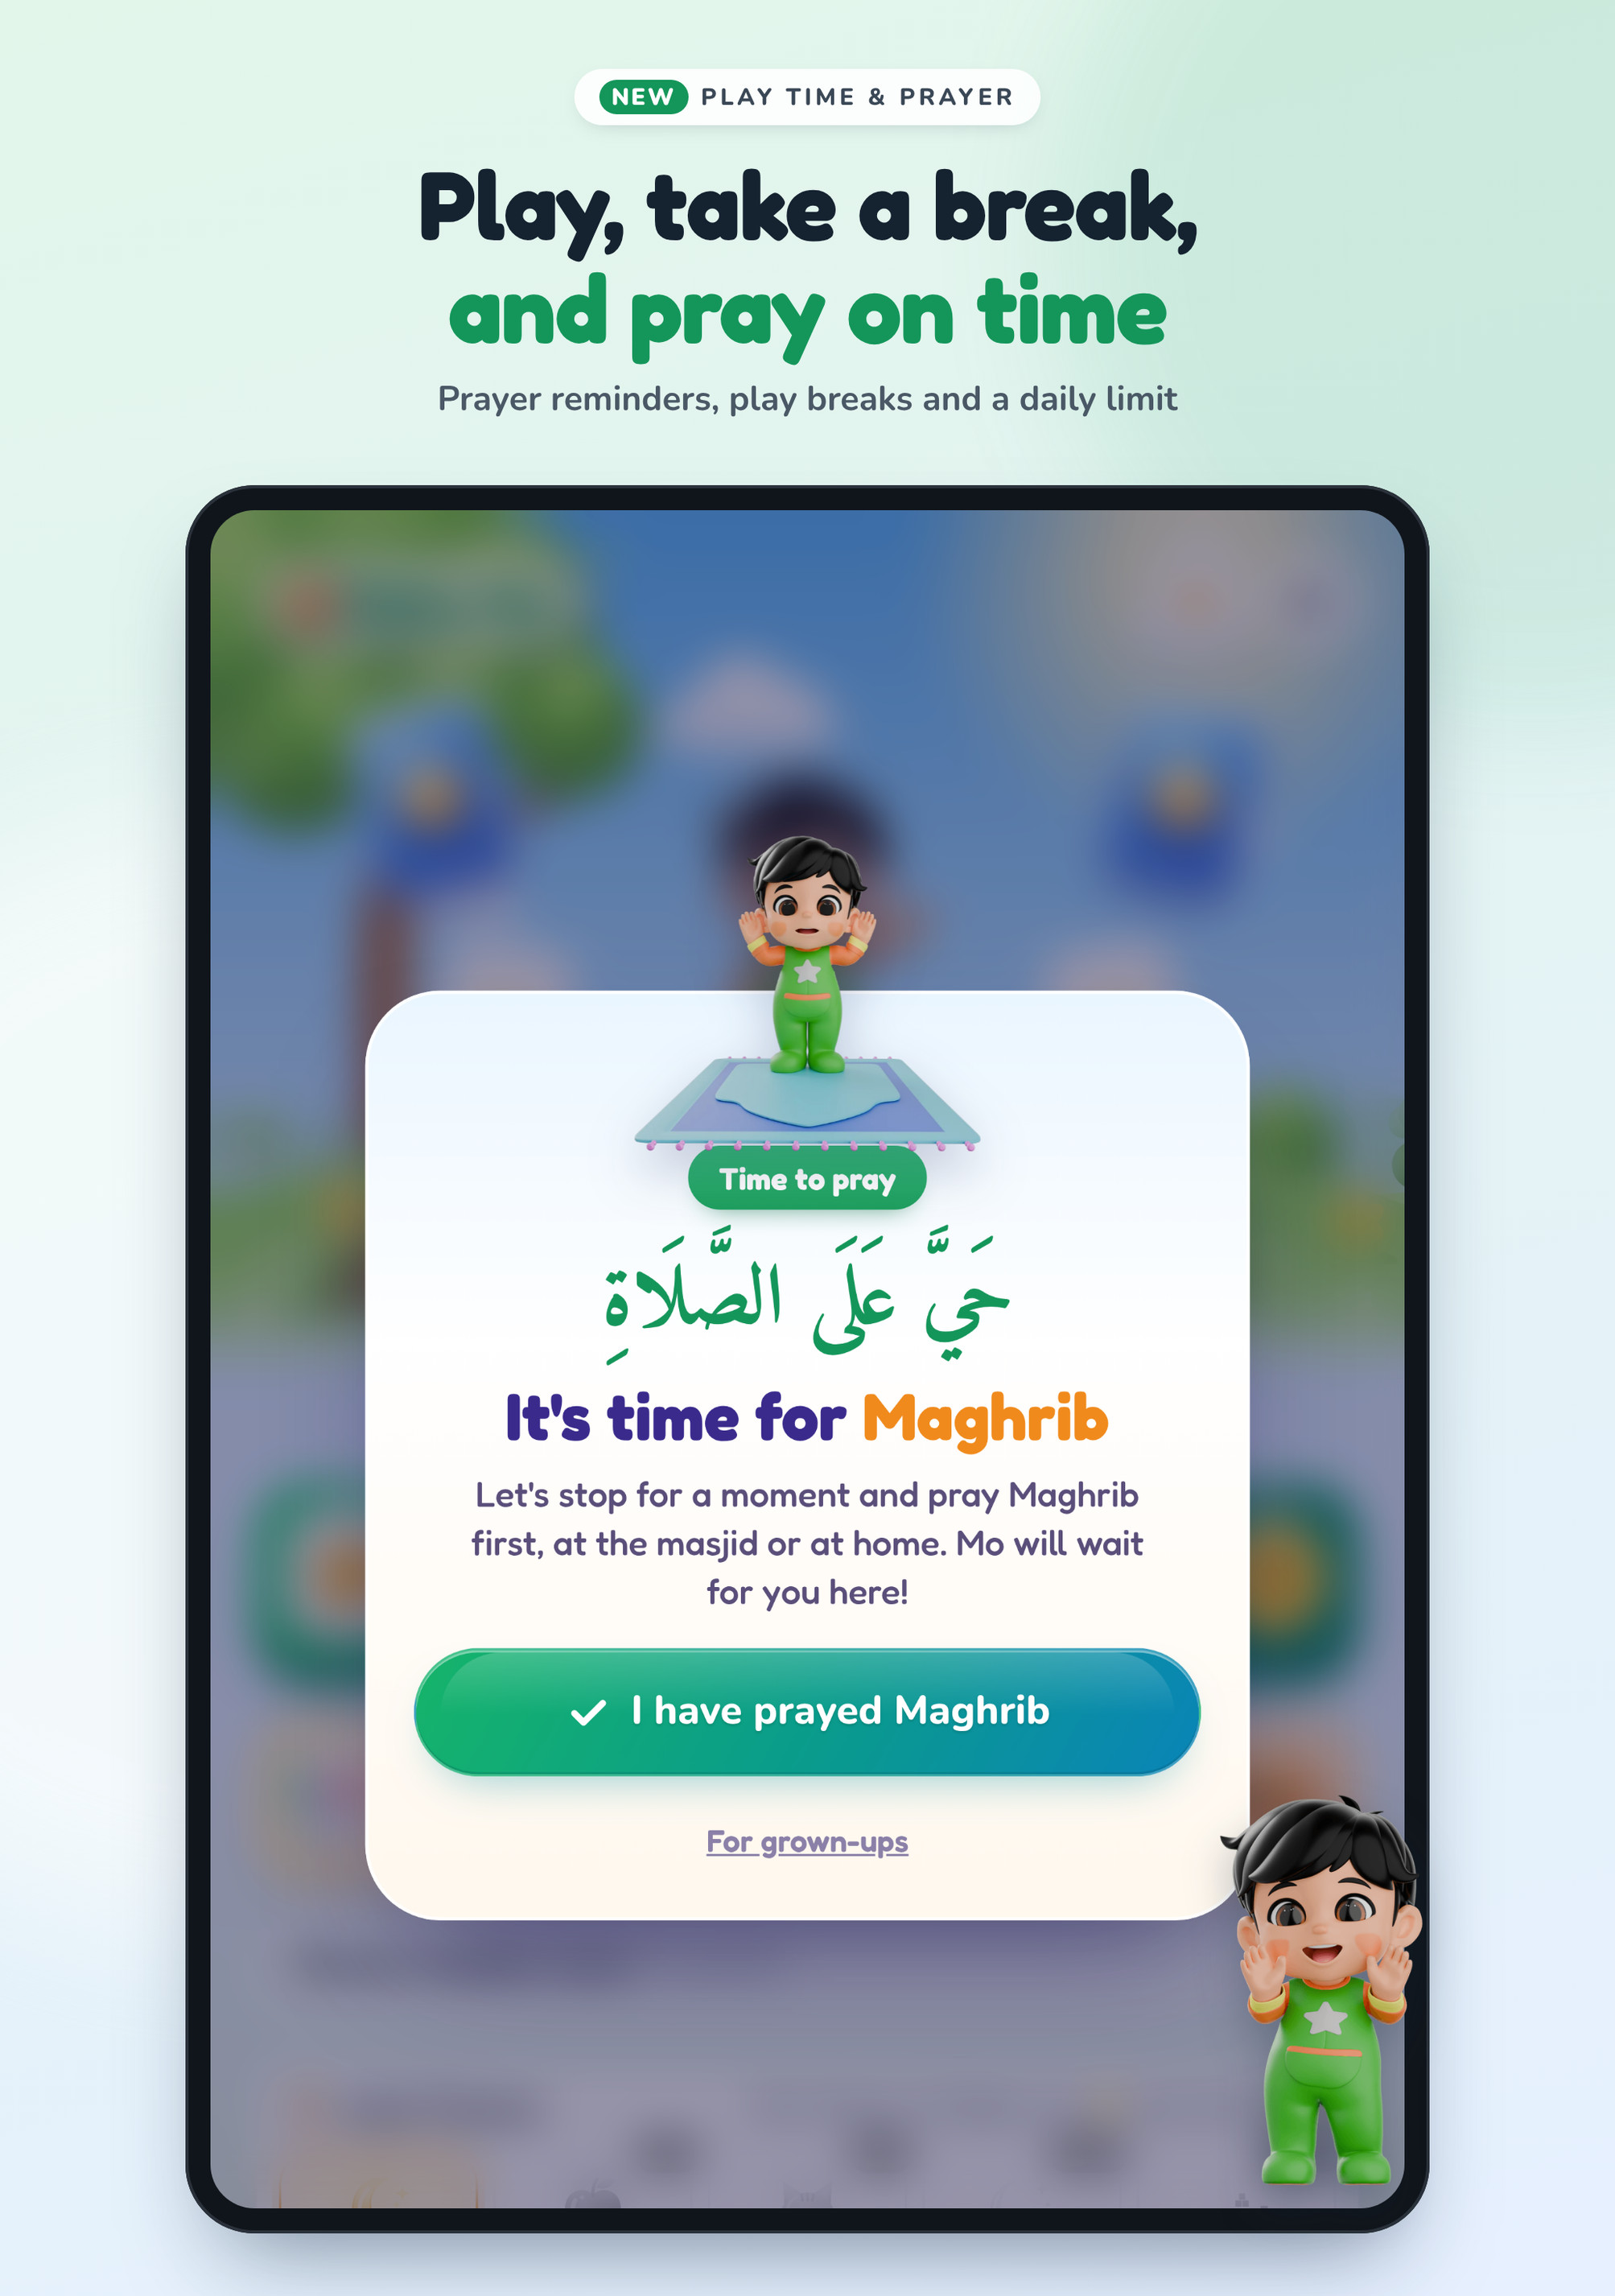 NEW PLAY TIME & PRAYER
Play, take a break,
and pray on time
Prayer reminders, play breaks and a daily limit
Time to pray
حَيَّ عَلَى الصَّلَاةِ
It's time for Maghrib
Let's stop for a moment and pray Maghrib
first, at the masjid or at home. Mo will wait
for you here!
I have prayed Maghrib
For grown-ups